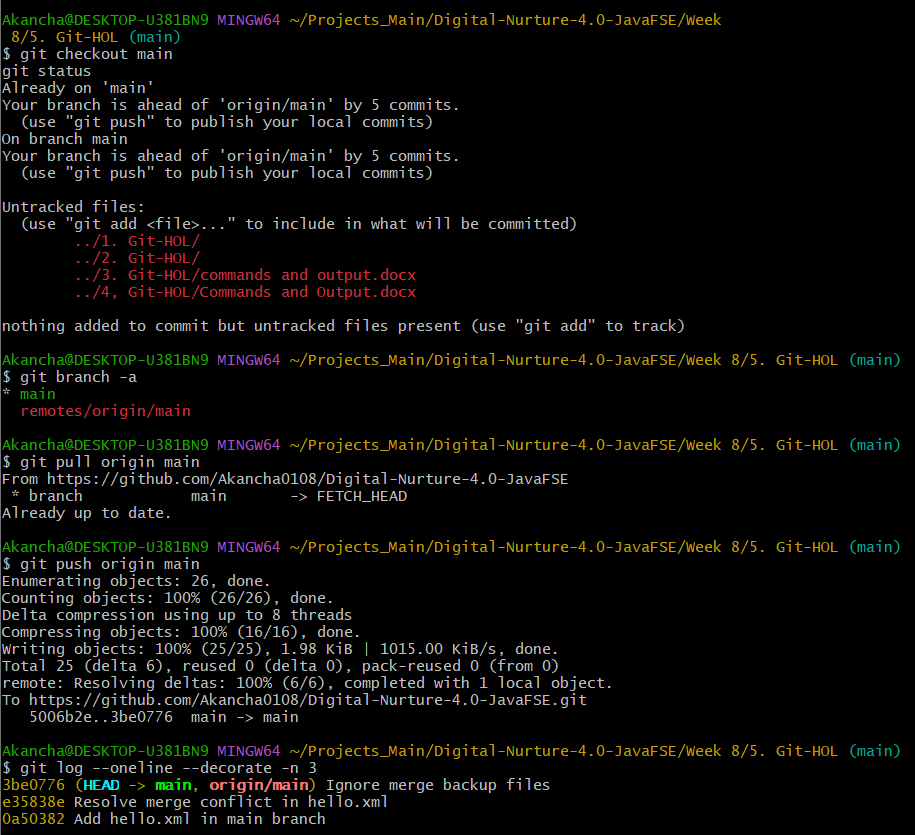 Akancha@DESKTOP-U381BN9 MINGW64 ~/Projects_Main/Digital-Nurture-4.0-JavaFSE/Week
 8/5. Git-HOL (main)
$ git checkout main
git status
Already on 'main'
Your branch is ahead of 'origin/main' by 5 commits.
  (use "git push" to publish your local commits)
On branch main
Your branch is ahead of 'origin/main' by 5 commits.
  (use "git push" to publish your local commits)

Untracked files:
  (use "git add <file>..." to include in what will be committed)
        ../1. Git-HOL/
        ../2. Git-HOL/
        ../3. Git-HOL/commands and output.docx
        ../4, Git-HOL/Commands and Output.docx

nothing added to commit but untracked files present (use "git add" to track)

Akancha@DESKTOP-U381BN9 MINGW64 ~/Projects_Main/Digital-Nurture-4.0-JavaFSE/Week 8/5. Git-HOL (main)
$ git branch -a
* main
  remotes/origin/main

Akancha@DESKTOP-U381BN9 MINGW64 ~/Projects_Main/Digital-Nurture-4.0-JavaFSE/Week 8/5. Git-HOL (main)
$ git pull origin main
From https://github.com/Akancha0108/Digital-Nurture-4.0-JavaFSE
 * branch            main       -> FETCH_HEAD
Already up to date.

Akancha@DESKTOP-U381BN9 MINGW64 ~/Projects_Main/Digital-Nurture-4.0-JavaFSE/Week 8/5. Git-HOL (main)
$ git push origin main
Enumerating objects: 26, done.
Counting objects: 100% (26/26), done.
Delta compression using up to 8 threads
Compressing objects: 100% (16/16), done.
Writing objects: 100% (25/25), 1.98 KiB | 1015.00 KiB/s, done.
Total 25 (delta 6), reused 0 (delta 0), pack-reused 0 (from 0)
remote: Resolving deltas: 100% (6/6), completed with 1 local object.
To https://github.com/Akancha0108/Digital-Nurture-4.0-JavaFSE.git
   5006b2e..3be0776  main -> main

Akancha@DESKTOP-U381BN9 MINGW64 ~/Projects_Main/Digital-Nurture-4.0-JavaFSE/Week 8/5. Git-HOL (main)
$ git log --oneline --decorate -n 3
3be0776 (HEAD -> main, origin/main) Ignore merge backup files
e35838e Resolve merge conflict in hello.xml
0a50382 Add hello.xml in main branch